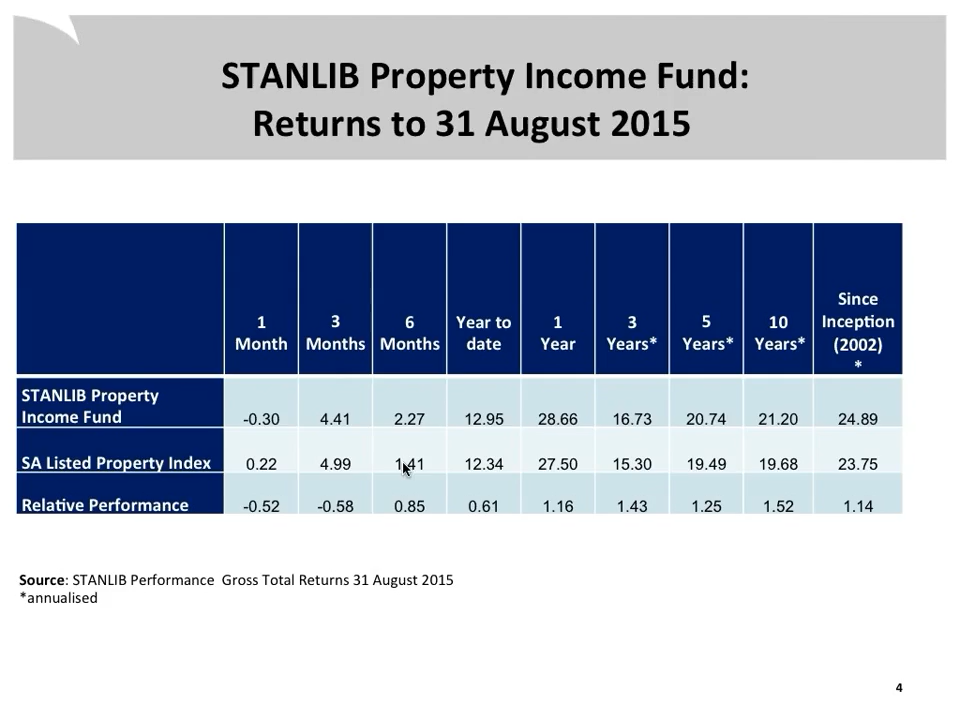 STANLIB Property Income Fund:
Returns to 31 August 2015
1 Month 3 Months 6 Months Year to date 1 Year 3 Years* 5 Years* 10 Years* Since Inception (2002) *
STANLIB Property Income Fund -0.30 4.41 2.27 12.95 28.66 16.73 20.74 21.20 24.89
SA Listed Property Index 0.22 4.99 1.41 12.34 27.50 15.30 19.49 19.68 23.75
Relative Performance -0.52 -0.58 0.85 0.61 1.16 1.43 1.25 1.52 1.14
Source: STANLIB Performance Gross Total Returns 31 August 2015
*annualised
4